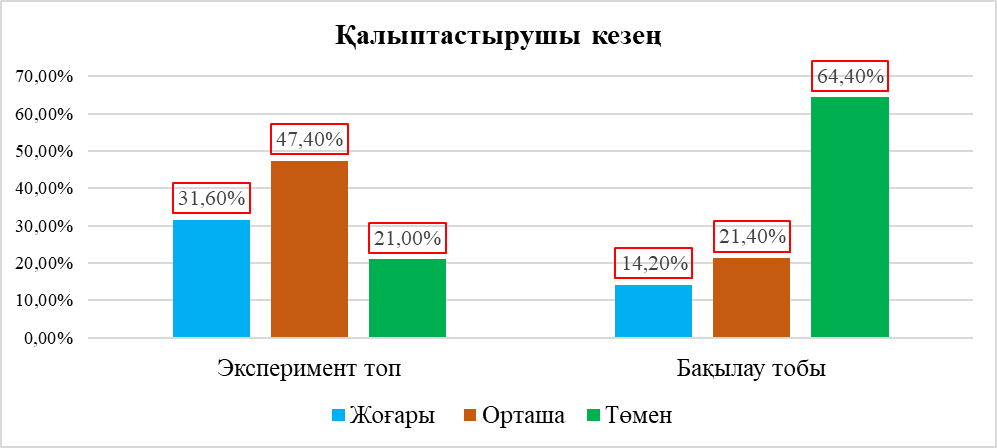 Қалыптастырушы кезең
70,00%
60,00%
50,00%
40,00%
30,00%
20,00%
10,00%
0,00%
31,60%
47,40%
21,00%
14,20%
21,40%
64,40%
Эксперимент топ
Бақылау тобы
Жоғары
Орташа
Төмен